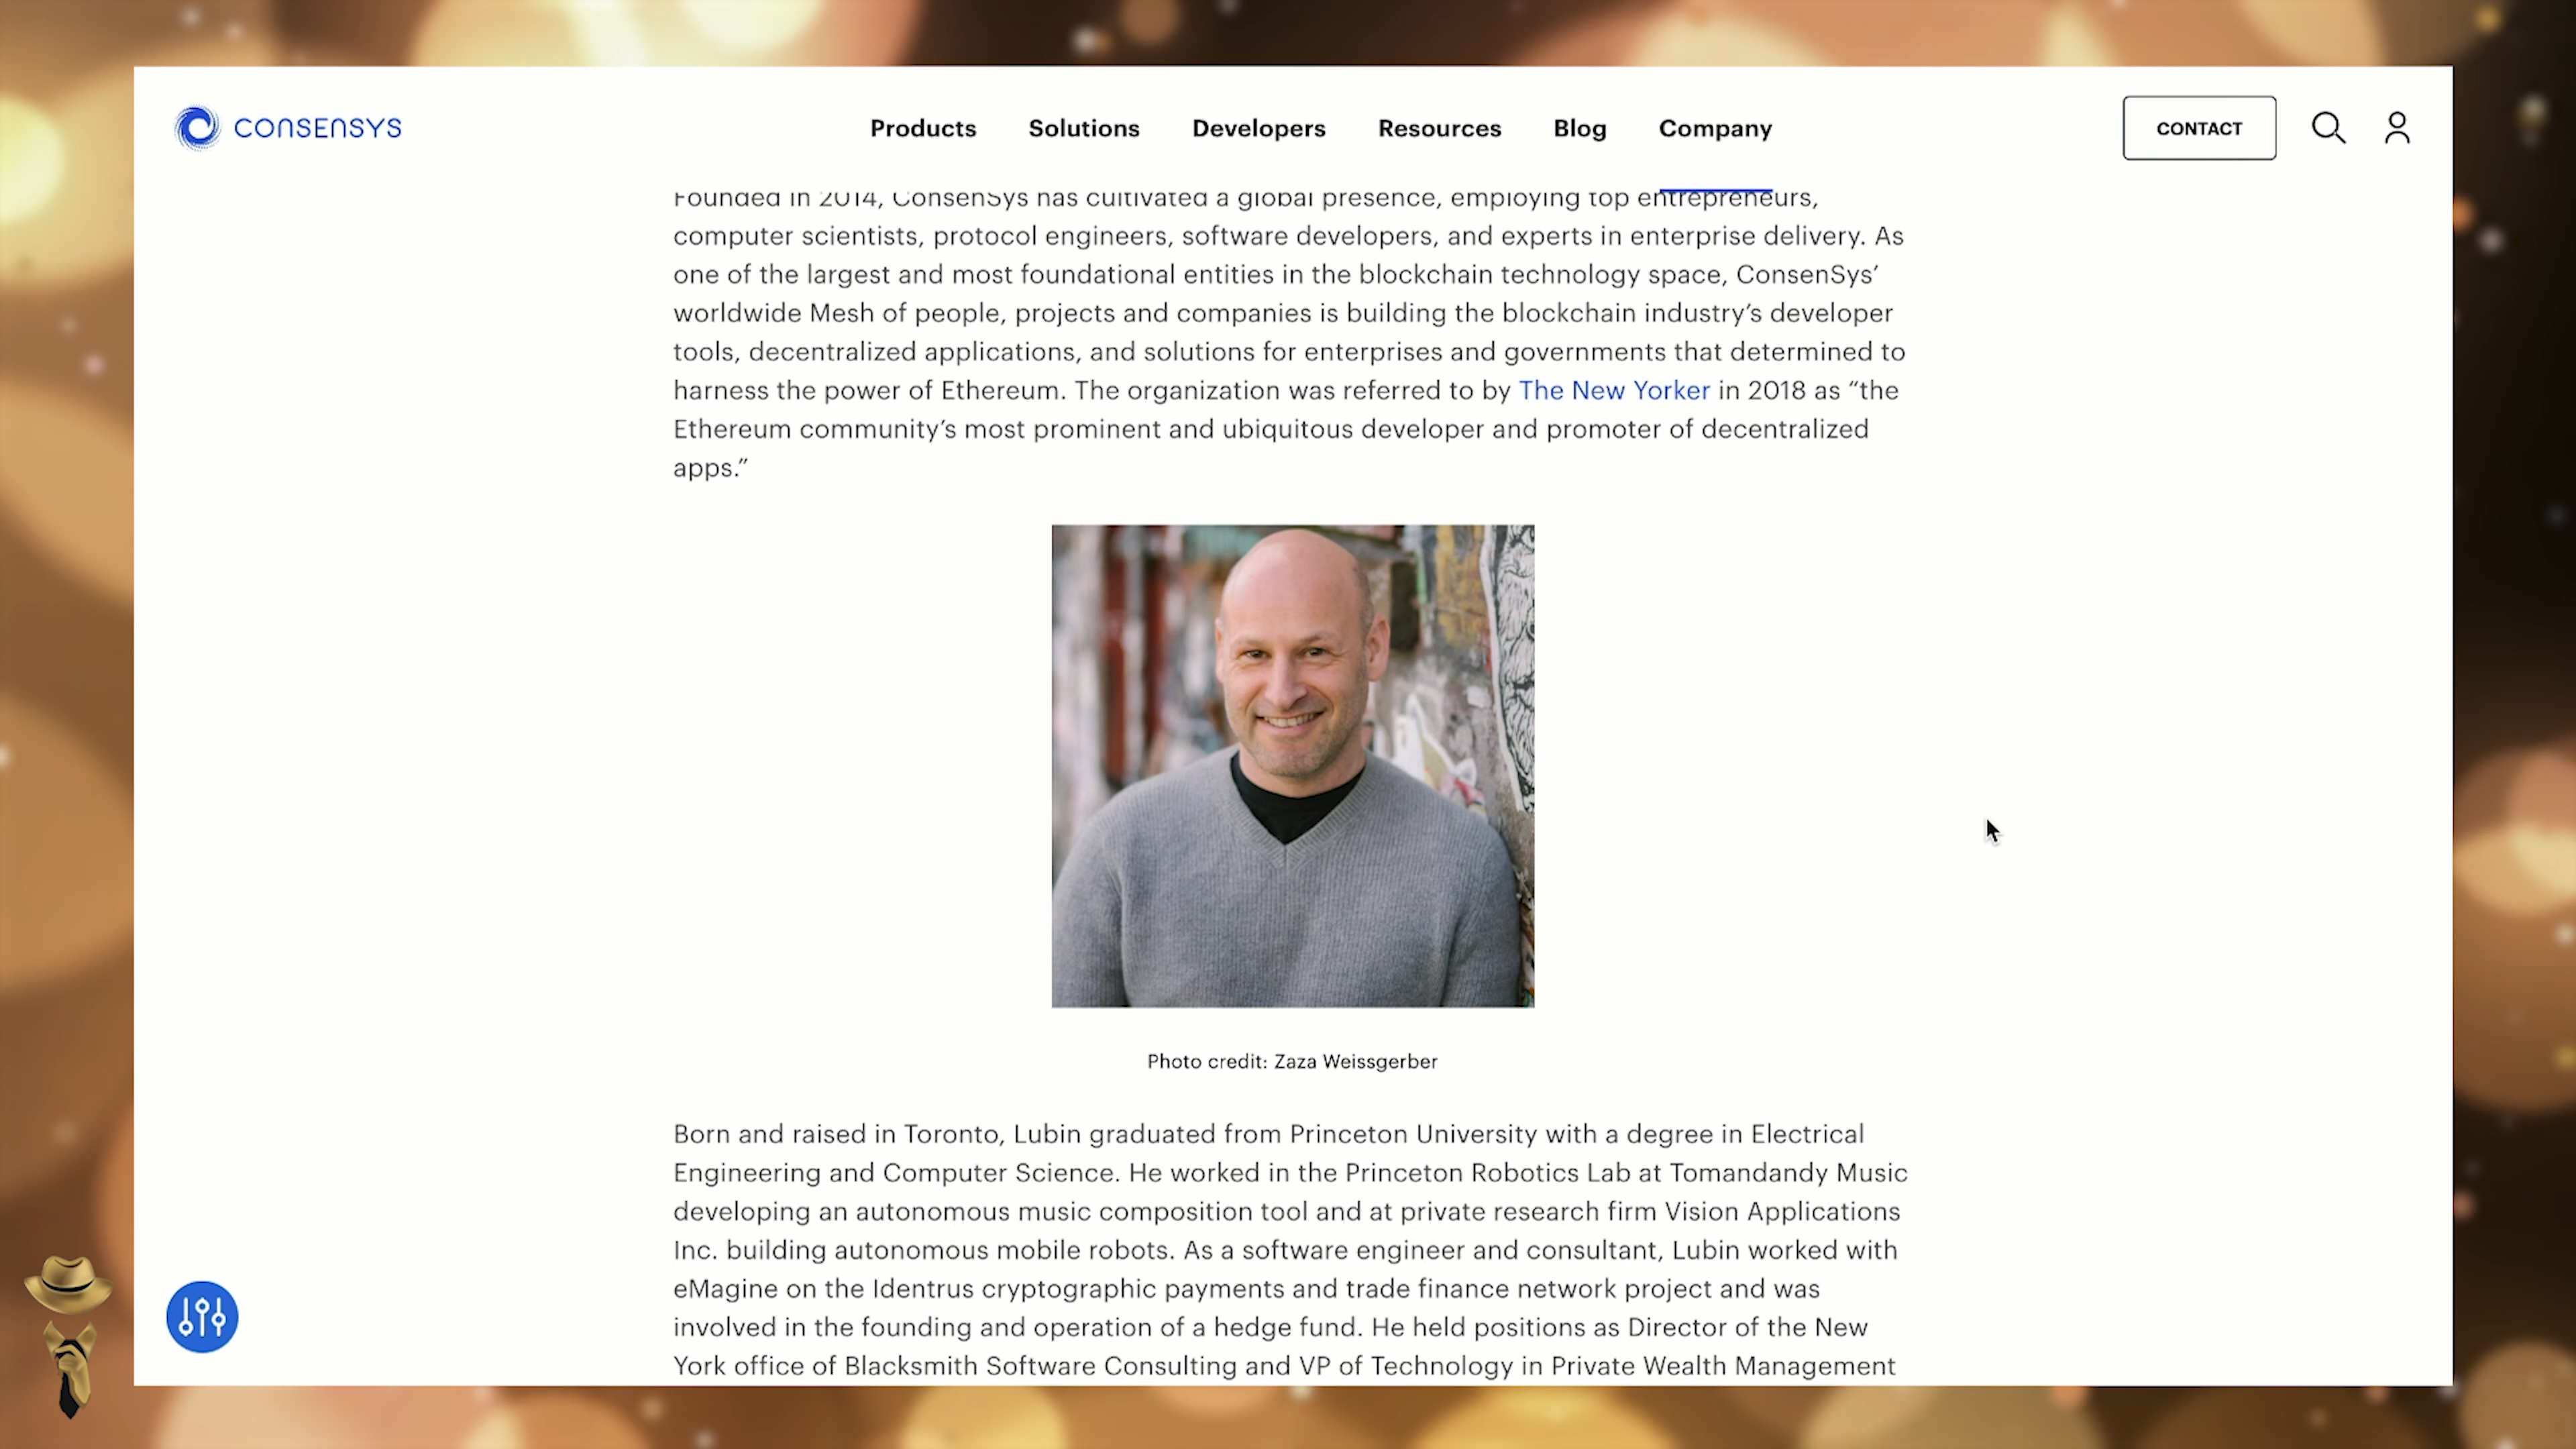 CONSENSYS
Products
Solutions
Developers
Resources
Blog
Company
CONTACT
Founded in 2014, ConsenSys has cultivated a global presence, employing top entrepreneurs,
computer scientists, protocol engineers, software developers, and experts in enterprise delivery. As
one of the largest and most foundational entities in the blockchain technology space, ConsenSys’
worldwide Mesh of people, projects and companies is building the blockchain industry’s developer
tools, decentralized applications, and solutions for enterprises and governments that determined to
harness the power of Ethereum. The organization was referred to by The New Yorker in 2018 as “the
Ethereum community’s most prominent and ubiquitous developer and promoter of decentralized
apps.”
Photo credit: Zaza Weissgerber
Born and raised in Toronto, Lubin graduated from Princeton University with a degree in Electrical
Engineering and Computer Science. He worked in the Princeton Robotics Lab at Tomandandy Music
developing an autonomous music composition tool and at private research firm Vision Applications
Inc. building autonomous mobile robots. As a software engineer and consultant, Lubin worked with
eMagine on the Identrus cryptographic payments and trade finance network project and was
involved in the founding and operation of a hedge fund. He held positions as Director of the New
York office of Blacksmith Software Consulting and VP of Technology in Private Wealth Management